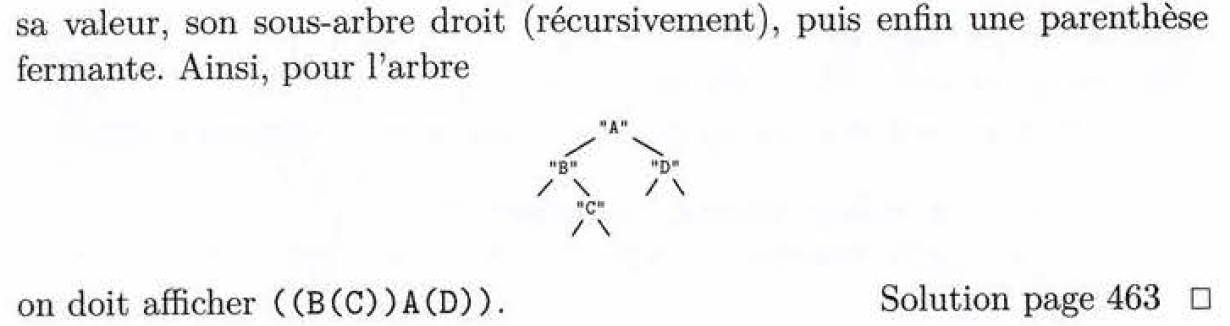 sa valeur, son sous-arbre droit (récursivement), puis enfin une parenthèse
fermante. Ainsi, pour l'arbre
"A"
"B" "D"
"C"
on doit afficher ((B(C))A(D)). Solution page 463 □